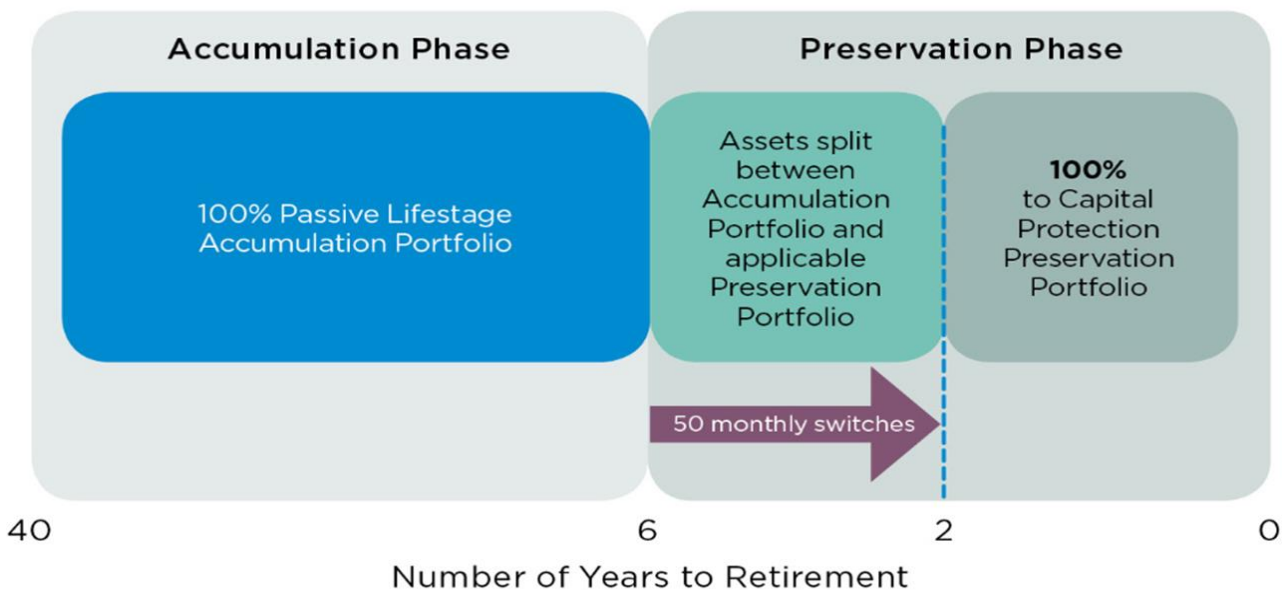 Accumulation Phase
Preservation Phase
100% Passive Lifestage
Accumulation Portfolio
Assets split
between
Accumulation
Portfolio and
applicable
Preservation
Portfolio
100%
to Capital
Protection
Preservation
Portfolio
50 monthly switches
40
6
2
0
Number of Years to Retirement